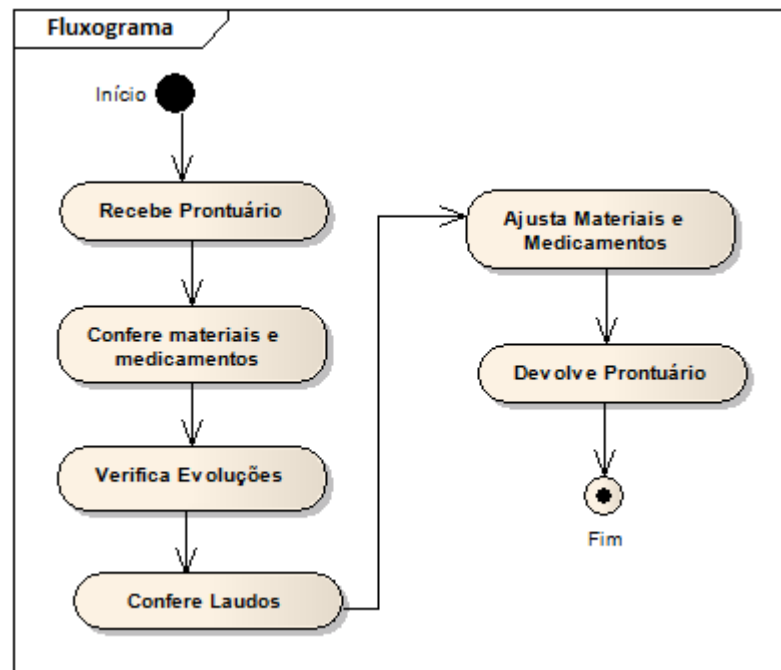 Fluxograma
Início
Recebe Prontuário
Confere materiais e
medicamentos
Verifica Evoluções
Confere Laudos
Ajusta Materiais e
Medicamentos
Devolve Prontuário
Fim